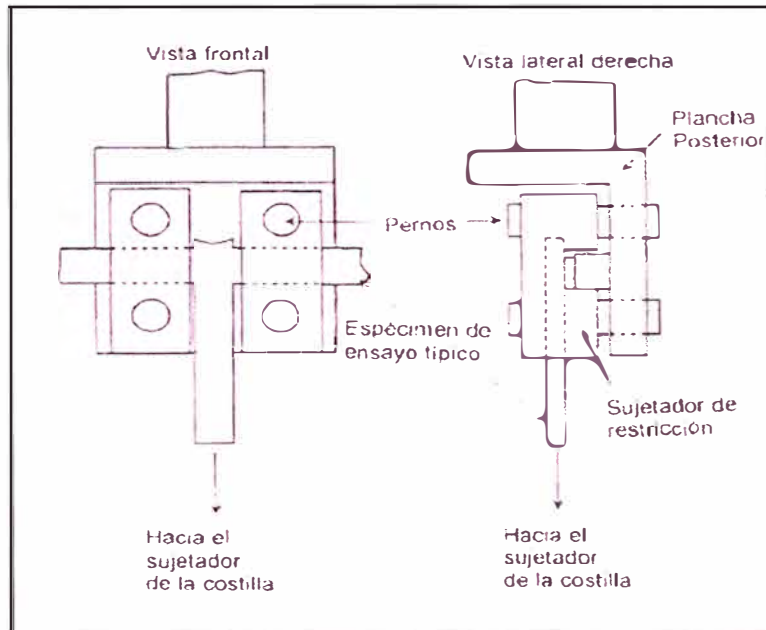 Vista frontal
Vista lateral derecha
Plancha
Posterior
Pernos
Espécimen de
ensayo típico
Sujetador de
restricción
Hacia el
sujetador
de la costilla
Hacia el
sujetador
de la costilla